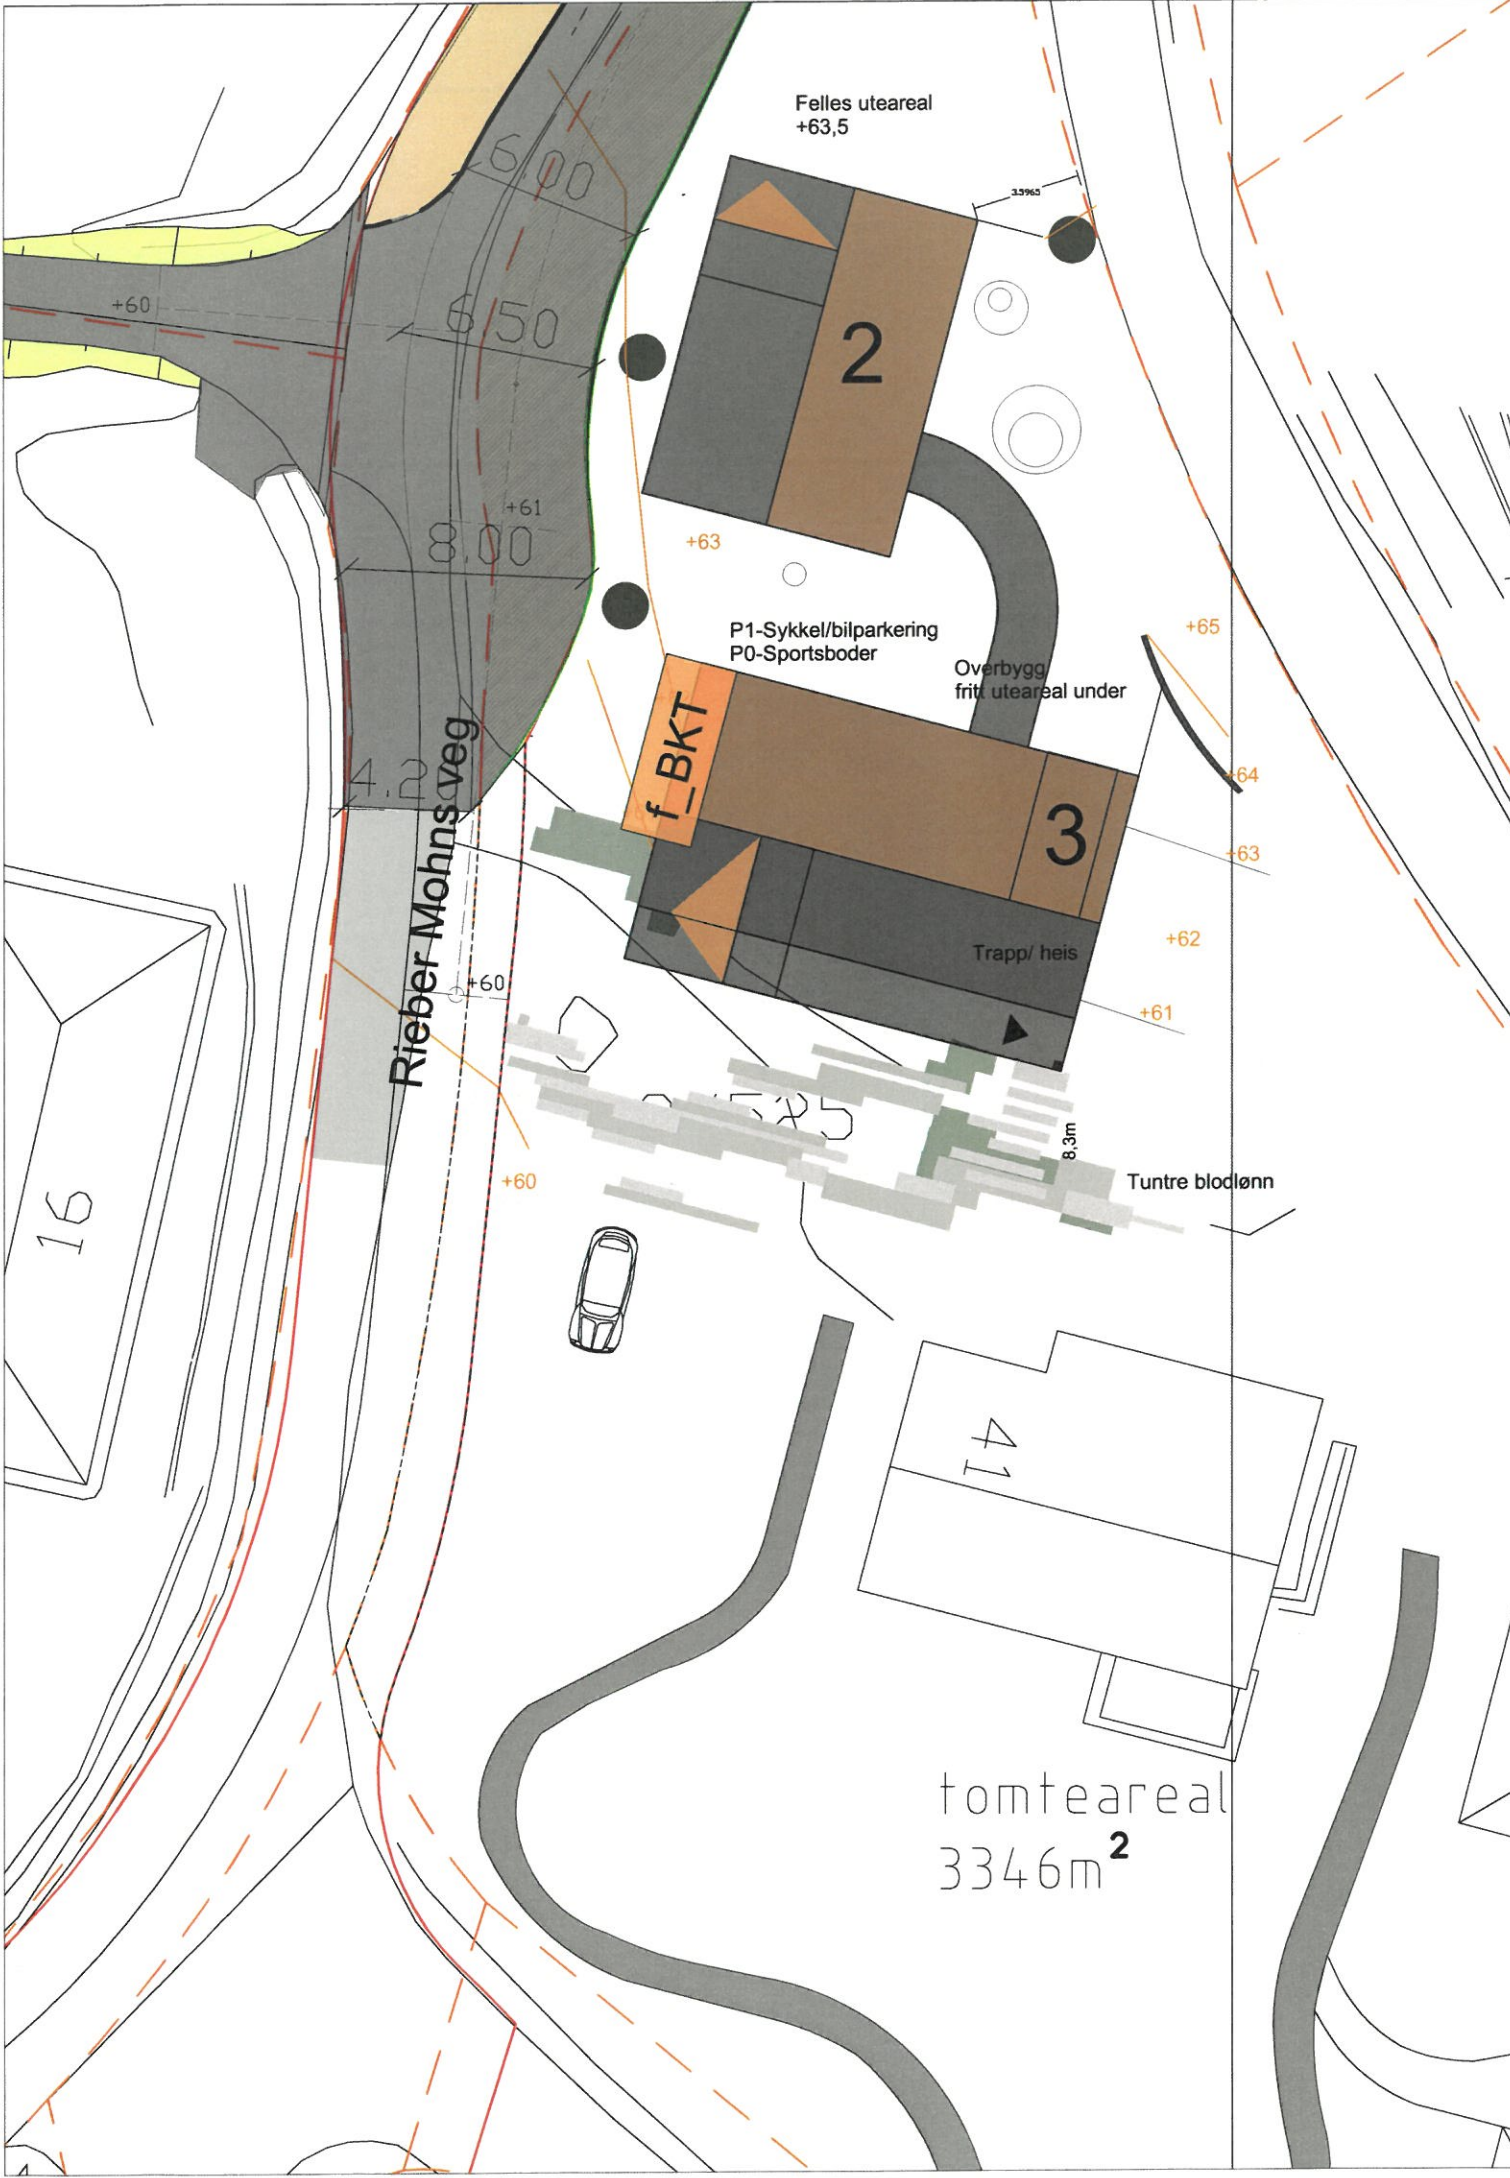 Felles uteareal
+63,5
6,00
3.5965
+60
6,50
2
+61
8,00
+63
P1-Sykkel/bilparkering
P0-Sportsboder
+65
Overbygg
fritt uteareal under
f_BKT
+64
3
+63
+62
Trapp/ heis
+60
+61
Rieber Mohns veg
8,3m
+60
Tuntre blodlønn
16
41
tomteareal
3346m²